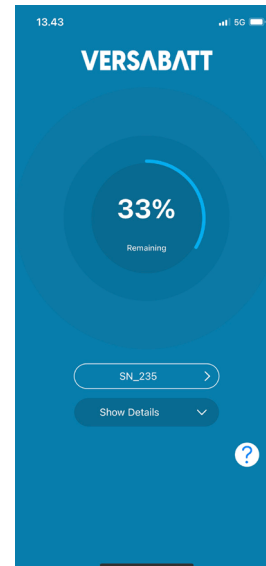 13.43
5G
VERSABATT
33%
Remaining
SN_235
Show Details
?